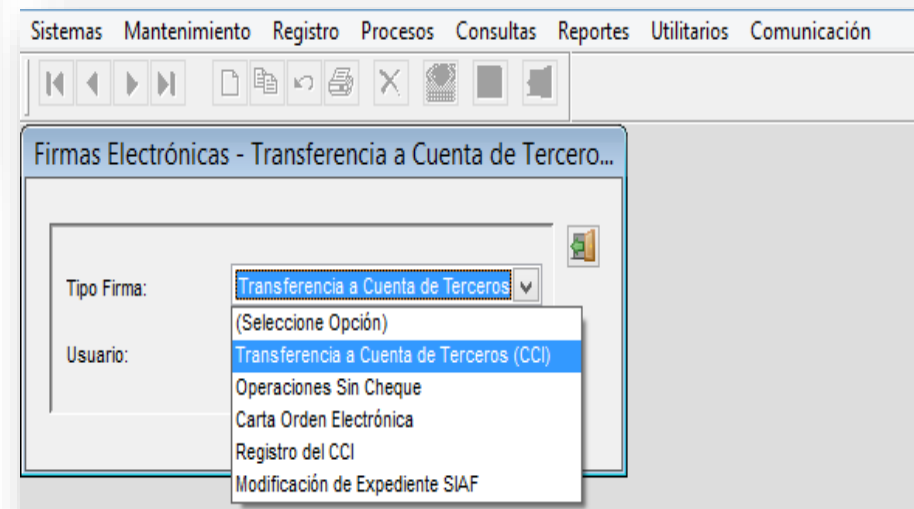 Sistemas Mantenimiento Registro Procesos Consultas Reportes Utilitarios Comunicación
Firmas Electrónicas - Transferencia a Cuenta de Tercero...
Tipo Firma: Transferencia a Cuenta de Terceros
(Seleccione Opción)
Usuario: Transferencia a Cuenta de Terceros (CCI)
Operaciones Sin Cheque
Carta Orden Electrónica
Registro del CCI
Modificación de Expediente SIAF